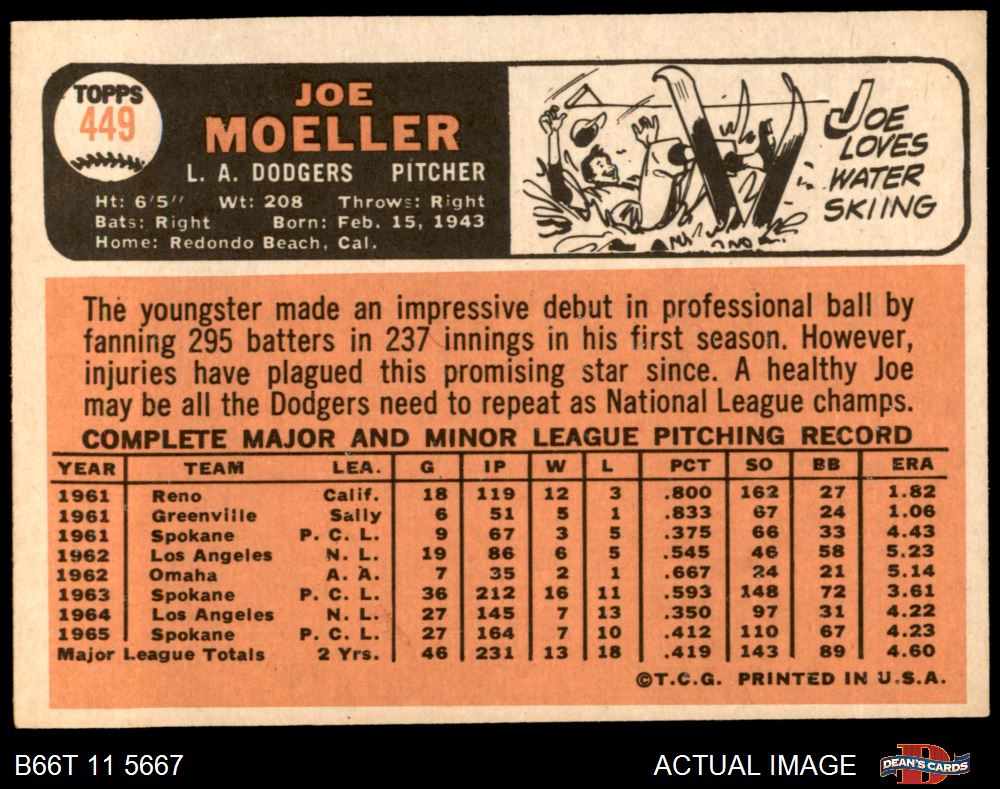 TOPPS
449
JOE
MOELLER
L. A. DODGERS PITCHER
Ht: 6'5" Wt: 208 Throws: Right
Bats: Right Born: Feb. 15, 1943
Home: Redondo Beach, Cal.
JOE
LOVES
WATER
SKIING
The youngster made an impressive debut in professional ball by
fanning 295 batters in 237 innings in his first season. However,
injuries have plagued this promising star since. A healthy Joe
may be all the Dodgers need to repeat as National League champs.
COMPLETE MAJOR AND MINOR LEAGUE PITCHING RECORD
YEAR TEAM LEA. G IP W L PCT SO BB ERA
1961 Reno Calif. 18 119 12 3 .800 162 27 1.82
1961 Greenville Sally 6 51 5 1 .833 67 24 1.06
1961 Spokane P. C. L. 9 67 3 5 .375 66 33 4.43
1962 Los Angeles N. L. 19 86 6 5 .545 46 58 5.23
1962 Omaha A. A. 7 35 2 1 .667 24 21 5.14
1963 Spokane P. C. L. 36 212 16 11 .593 148 72 3.61
1964 Los Angeles N. L. 27 145 7 13 .350 97 31 4.22
1965 Spokane P. C. L. 27 164 7 10 .412 110 67 4.23
Major League Totals 2 Yrs. 46 231 13 18 .419 143 89 4.60
©T.C.G. PRINTED IN U.S.A.
B66T 11 5667 ACTUAL IMAGE DEAN'S CARDS